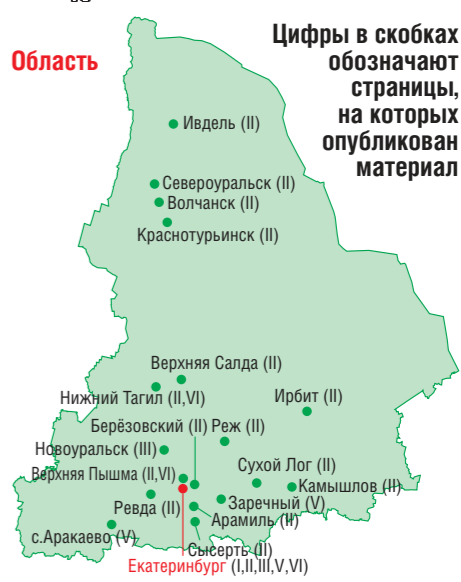 Область
Цифры в скобках
обозначают
страницы,
на которых
опубликован
материал
Ивдель (II)
Североуральск (II)
Волчанск (II)
Краснотурьинск (II)
Верхняя Салда (II)
Нижний Тагил (II,VI)
Ирбит (II)
Берёзовский (II)
Реж (II)
Новоуральск (III)
Верхняя Пышма (II,VI)
Сухой Лог (II)
Камышлов (II)
Ревда (II)
Заречный (V)
Арамиль (II)
с.Аракаево (V)
Сысерть (II)
Екатеринбург (I,II,III,V,VI)